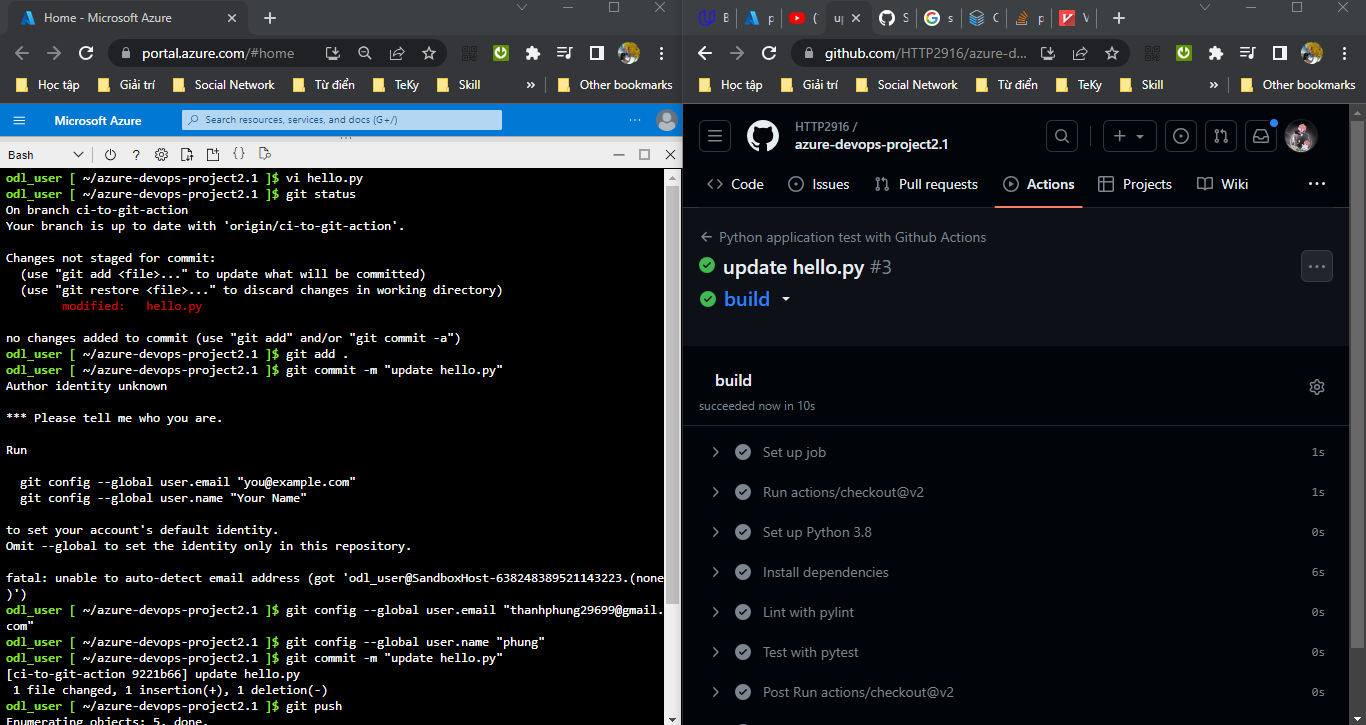 Home - Microsoft Azure
portal.azure.com/#home
Học tập
Giải trí
Social Network
Từ điển
TeKy
Skill
»
Other bookmarks
Microsoft Azure
Search resources, services, and docs (G+/)
Bash
odl_user [ ~/azure-devops-project2.1 ]$ vi hello.py
odl_user [ ~/azure-devops-project2.1 ]$ git status
On branch ci-to-git-action
Your branch is up to date with 'origin/ci-to-git-action'.
Changes not staged for commit:
(use "git add <file>..." to update what will be committed)
(use "git restore <file>..." to discard changes in working directory)
modified:   hello.py
no changes added to commit (use "git add" and/or "git commit -a")
odl_user [ ~/azure-devops-project2.1 ]$ git add .
odl_user [ ~/azure-devops-project2.1 ]$ git commit -m "update hello.py"
Author identity unknown
*** Please tell me who you are.
Run
git config --global user.email "you@example.com"
git config --global user.name "Your Name"
to set your account's default identity.
Omit --global to set the identity only in this repository.
fatal: unable to auto-detect email address (got 'odl_user@SandboxHost-638248389521143223.(none
)')
odl_user [ ~/azure-devops-project2.1 ]$ git config --global user.email "thanhphung29699@gmail.
com"
odl_user [ ~/azure-devops-project2.1 ]$ git config --global user.name "phung"
odl_user [ ~/azure-devops-project2.1 ]$ git commit -m "update hello.py"
[ci-to-git-action 9221b66] update hello.py
1 file changed, 1 insertion(+), 1 deletion(-)
odl_user [ ~/azure-devops-project2.1 ]$ git push
Enumerating objects: 5, done.
github.com/HTTP2916/azure-d...
Học tập
Giải trí
Social Network
Từ điển
TeKy
Skill
»
Other bookmarks
HTTP2916 /
azure-devops-project2.1
Code
Issues
Pull requests
Actions
Projects
Wiki
Python application test with Github Actions
update hello.py #3
build
build
succeeded now in 10s
Set up job 1s
Run actions/checkout@v2 1s
Set up Python 3.8 0s
Install dependencies 6s
Lint with pylint 0s
Test with pytest 0s
Post Run actions/checkout@v2 0s